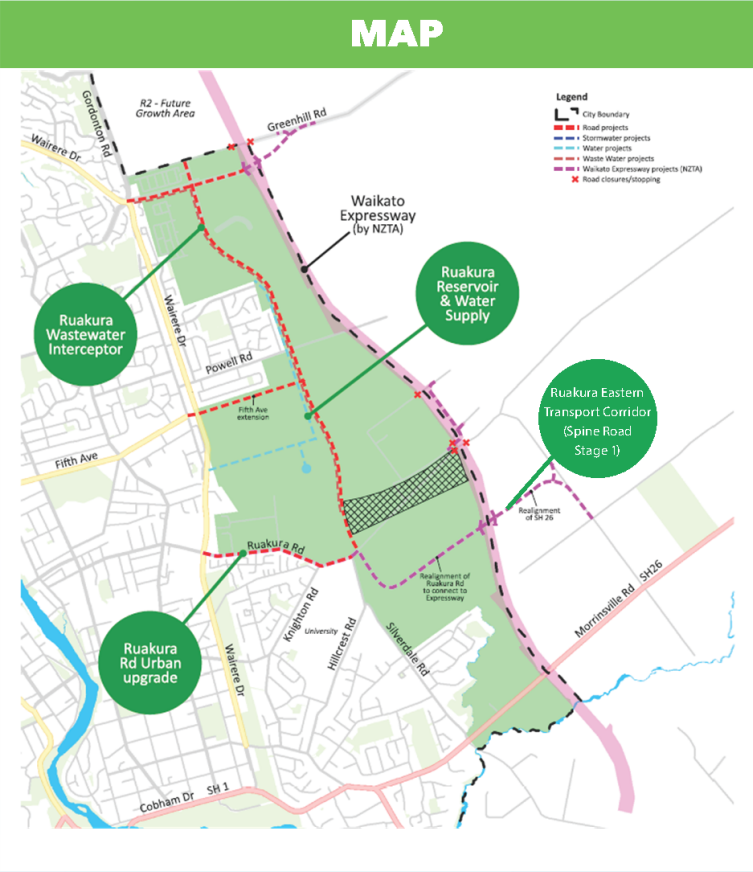 MAP
R2 - Future
Growth Area
Gordonton Rd
Greenhill Rd
Wairere Dr
Legend
City Boundary
Road projects
Stormwater projects
Water projects
Waste Water projects
Waikato Expressway projects (NZTA)
Road closures/stopping
Waikato
Expressway
(by NZTA)
Ruakura
Reservoir
& Water
Supply
Ruakura
Wastewater
Interceptor
Wairere Dr
Powell Rd
Ruakura Eastern
Transport Corridor
(Spine Road
Stage 1)
Fifth Ave
extension
Fifth Ave
Realignment
of SH 26
Ruakura Rd
Realignment of
Ruakura Rd
to connect to
Expressway
Morrinsville Rd
SH26
Knighton Rd
University
Hillcrest Rd
Silverdale Rd
Ruakura
Rd Urban
upgrade
Wairere Dr
Cobham Dr
SH 1